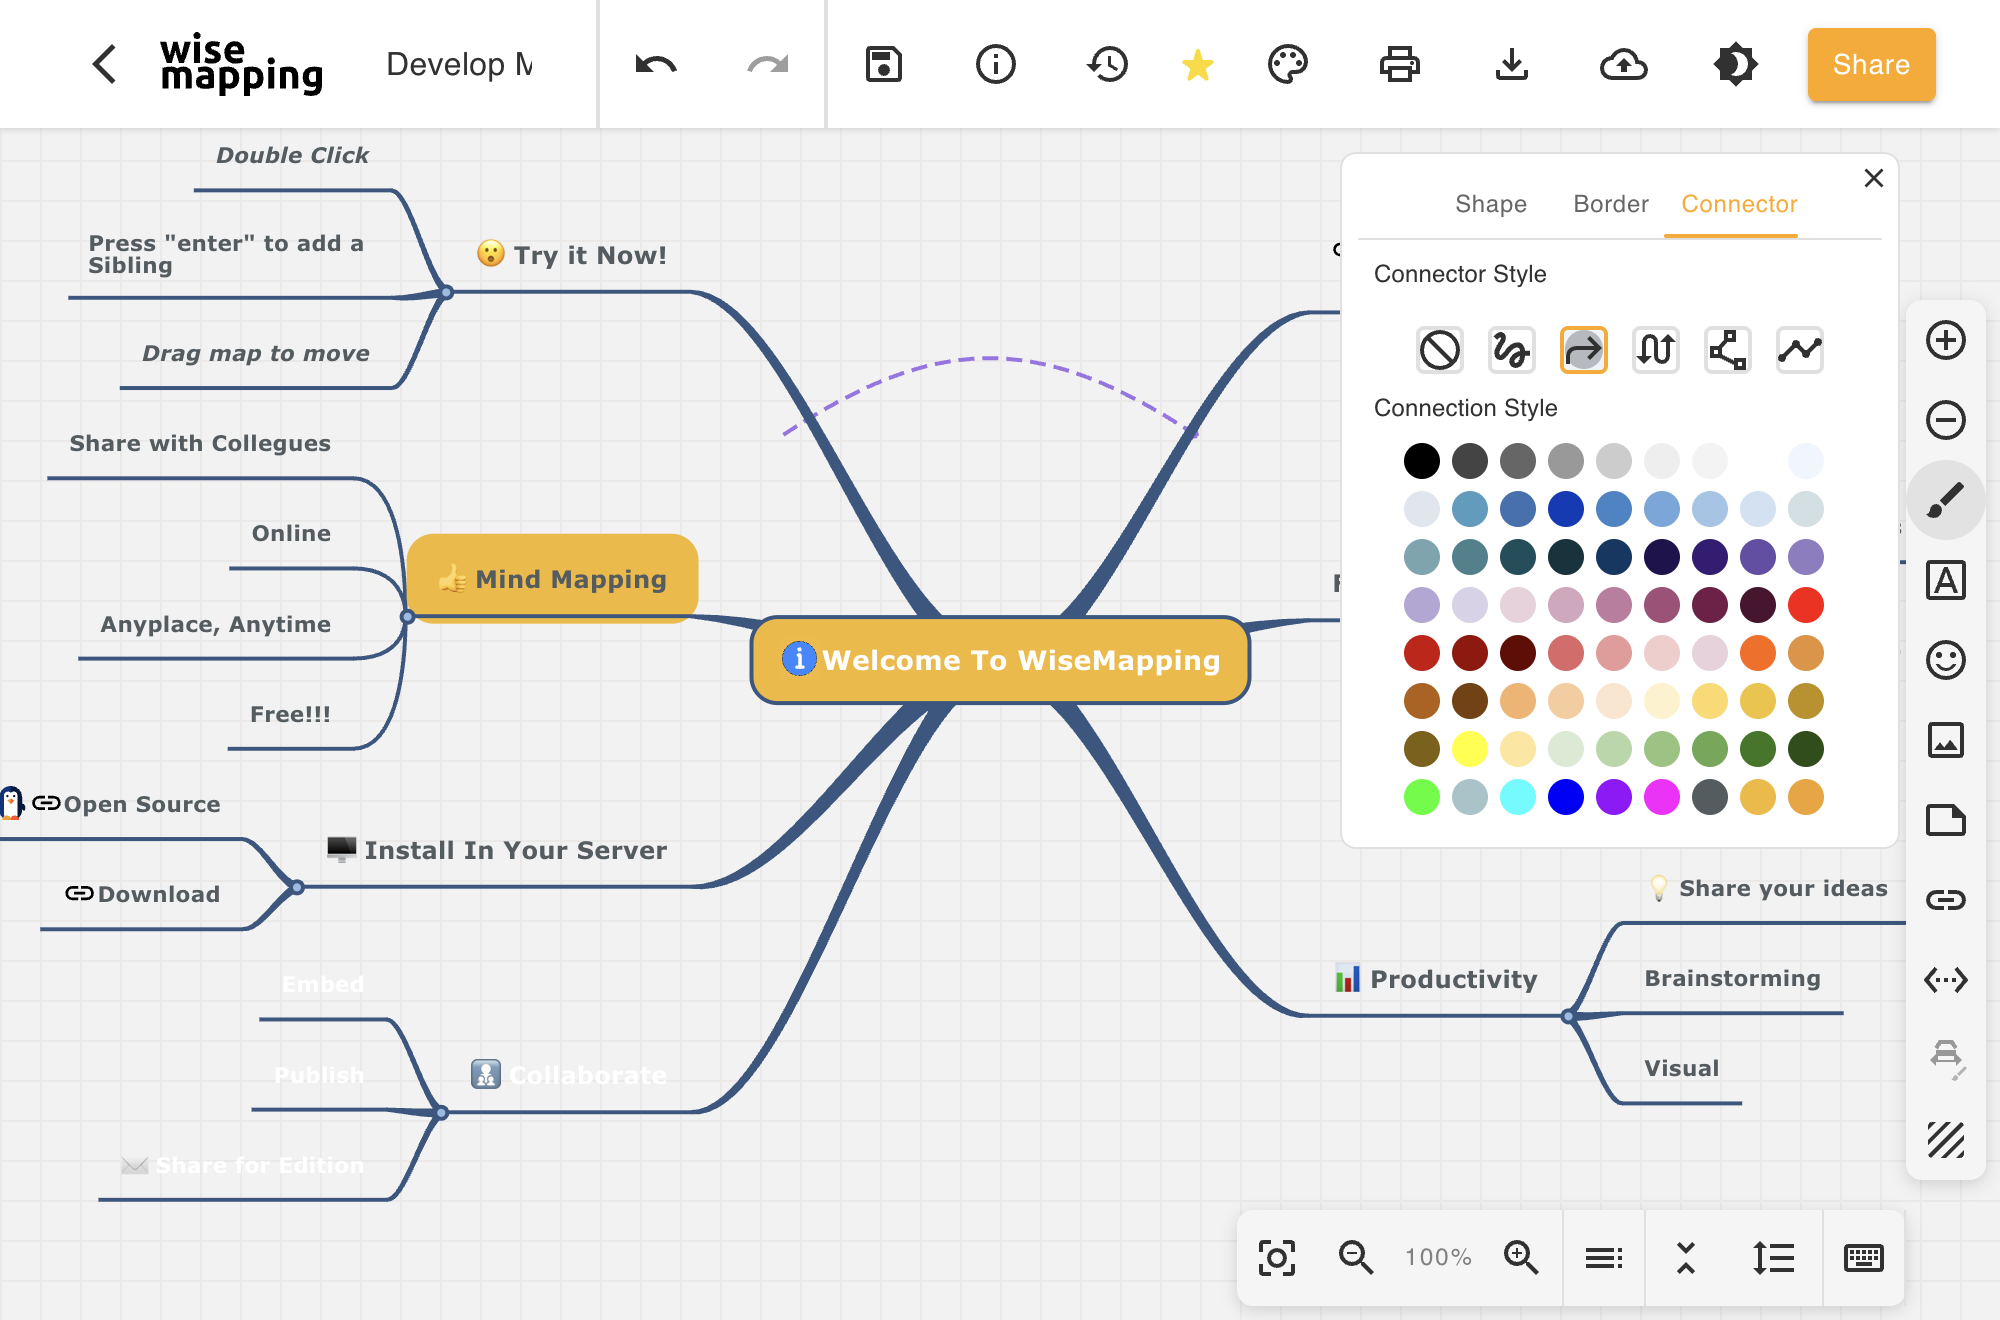 wise
mapping
Develop M
Share
Double Click
Press "enter" to add a
Sibling
Drag map to move
Try it Now!
Share with Collegues
Online
Anyplace, Anytime
Free!!!
Mind Mapping
Welcome To WiseMapping
Open Source
Download
Install In Your Server
Embed
Publish
Share for Edition
Collaborate
Productivity
Share your ideas
Brainstorming
Visual
Shape
Border
Connector
Connector Style
Connection Style
100%